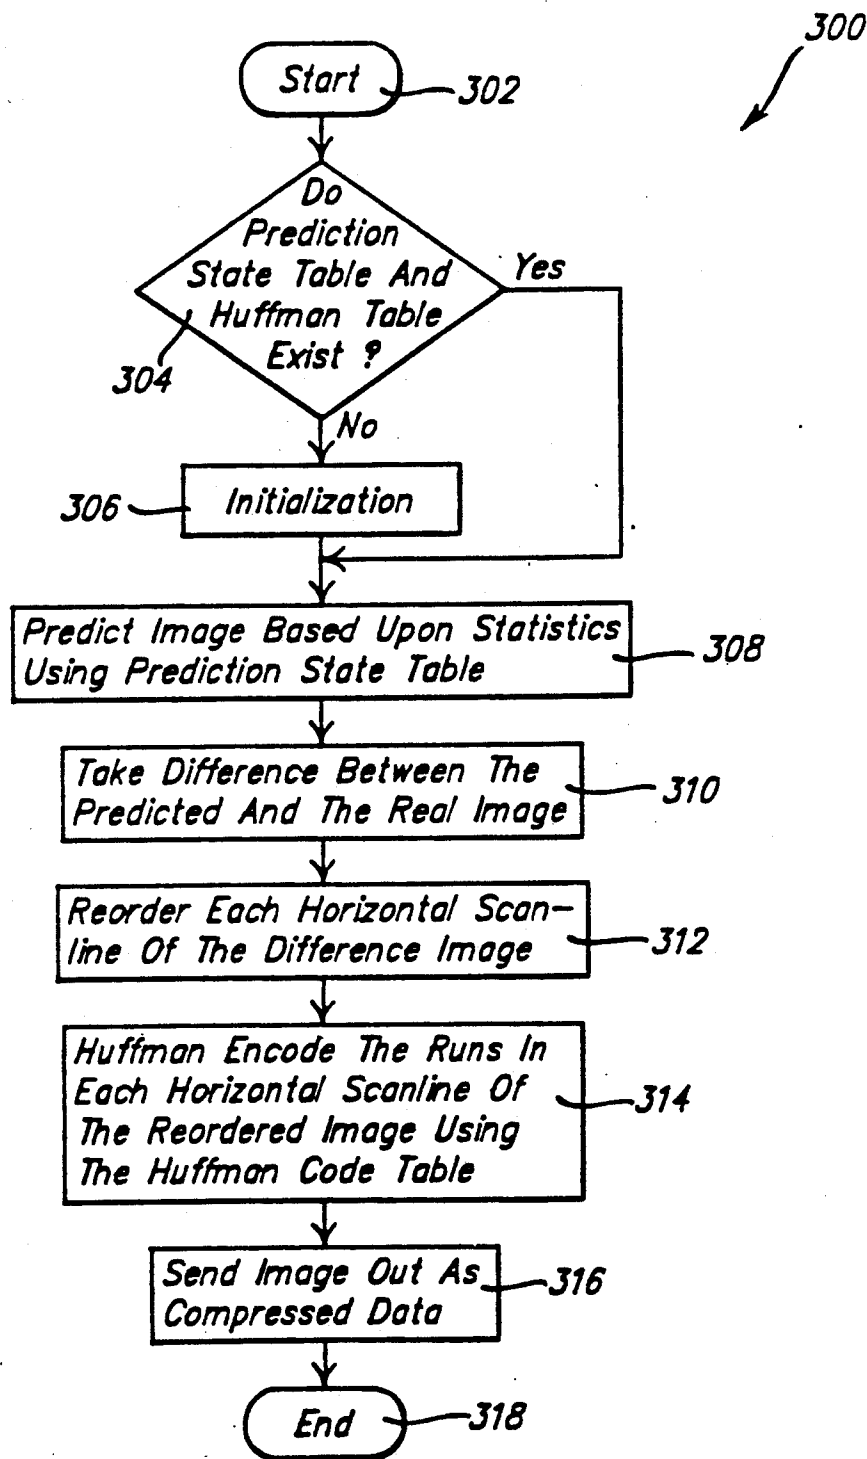 300
Start
302
Do
Prediction
State Table And
Huffman Table
Exist ?
Yes
304
No
306
Initialization
Predict Image Based Upon Statistics
Using Prediction State Table
308
Take Difference Between The
Predicted And The Real Image
310
Reorder Each Horizontal Scan-
line Of The Difference Image
312
Huffman Encode The Runs In
Each Horizontal Scanline Of
The Reordered Image Using
The Huffman Code Table
314
Send Image Out As
Compressed Data
316
End
318